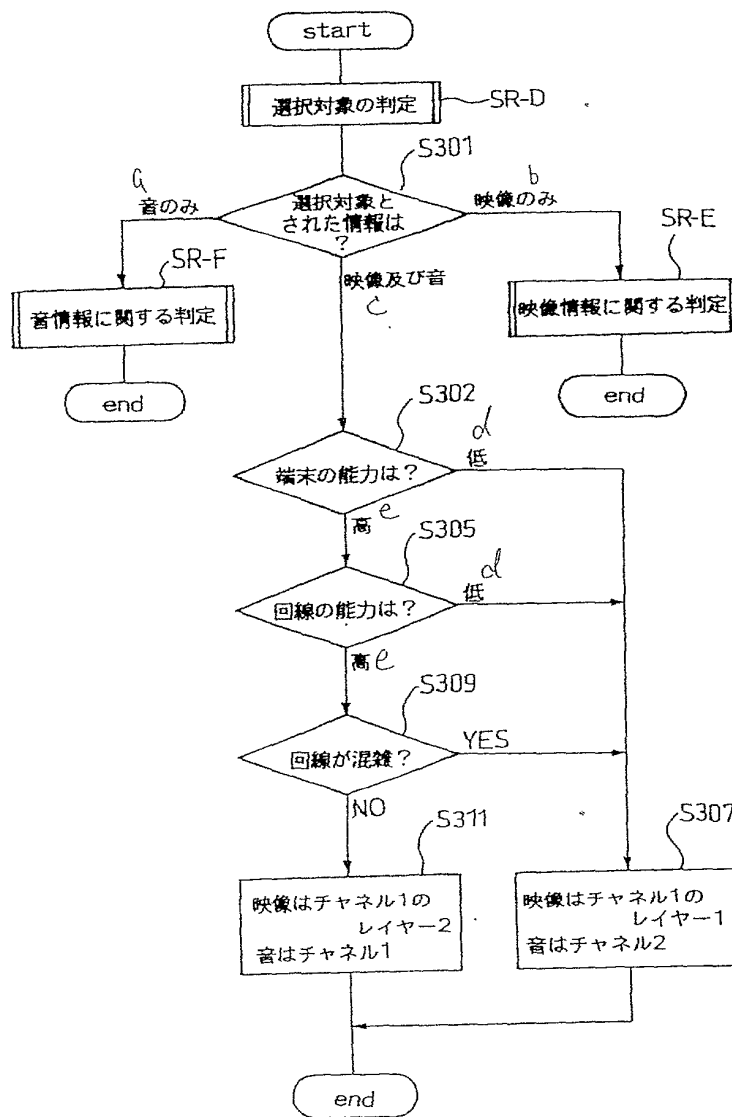 start
選択対象の判定
SR-D
S301
選択対象と
された情報は
?
a
音のみ
b
映像のみ
SR-F
SR-E
音情報に関する判定
映像及び音
c
映像情報に関する判定
end
end
S302
端末の能力は?
d
低
高 e
S305
回線の能力は?
d
低
高 e
S309
回線が混雑?
YES
NO
S311
S307
映像はチャネル1の
レイヤー2
音はチャネル1
映像はチャネル1の
レイヤー1
音はチャネル2
end